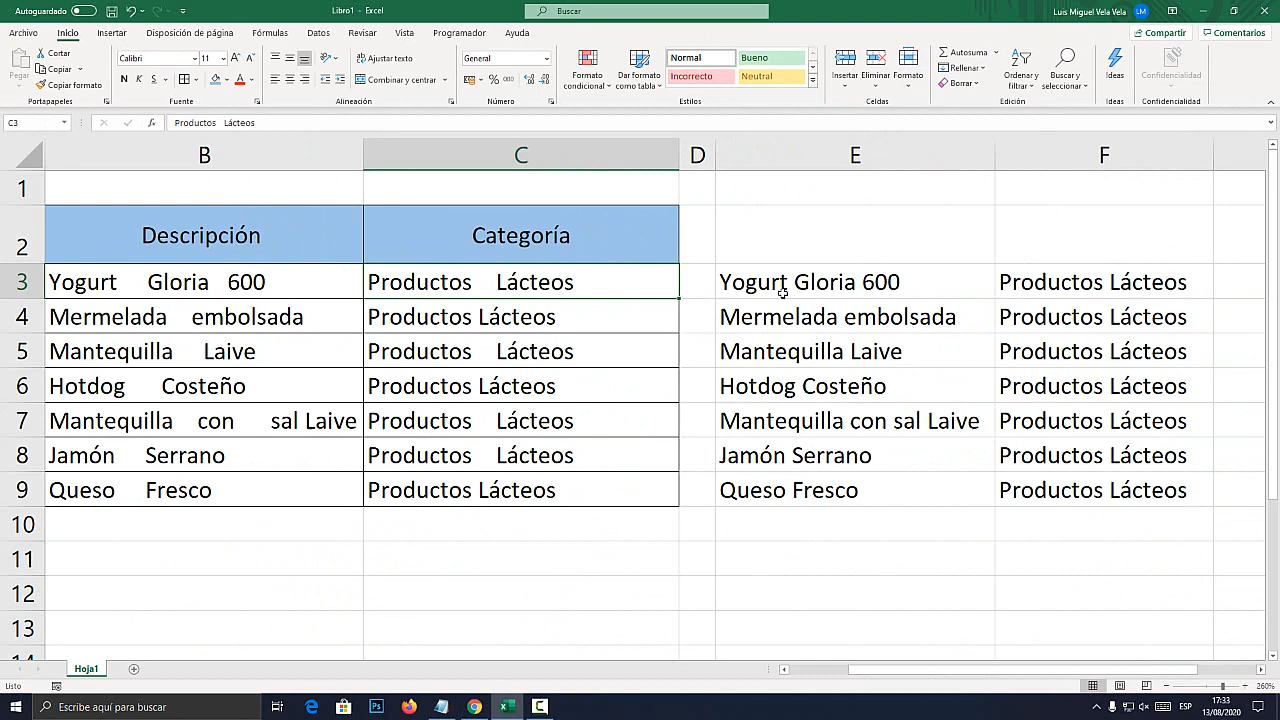 Autoguardado
Libro1 - Excel
Buscar
Luis Miguel Vela Vela
LM
Archivo
Inicio
Insertar
Disposición de página
Fórmulas
Datos
Revisar
Vista
Programador
Ayuda
Compartir
Comentarios
Pegar
Cortar
Copiar
Copiar formato
Portapapeles
Calibri
11
N K S
Fuente
Ajustar texto
Combinar y centrar
Alineación
General
% 000
Número
Formato condicional
Dar formato como tabla
Normal
Bueno
Incorrecto
Neutral
Estilos
Insertar
Eliminar
Formato
Celdas
Autosuma
Rellenar
Borrar
Ordenar y filtrar
Buscar y seleccionar
Edición
Ideas
Ideas
Confidencialidad
Confidencialidad
C3
fx
Productos   Lácteos
B C D E F
1
2 Descripción Categoría
3 Yogurt     Gloria   600 Productos    Lácteos Yogurt Gloria 600 Productos Lácteos
4 Mermelada    embolsada Productos Lácteos Mermelada embolsada Productos Lácteos
5 Mantequilla     Laive Productos    Lácteos Mantequilla Laive Productos Lácteos
6 Hotdog      Costeño Productos Lácteos Hotdog Costeño Productos Lácteos
7 Mantequilla    con      sal Laive Productos    Lácteos Mantequilla con sal Laive Productos Lácteos
8 Jamón     Serrano Productos    Lácteos Jamón Serrano Productos Lácteos
9 Queso     Fresco Productos Lácteos Queso Fresco Productos Lácteos
10
11
12
13
Hoja1
Listo
260%
Escribe aquí para buscar
ESP
17:33
13/08/2020